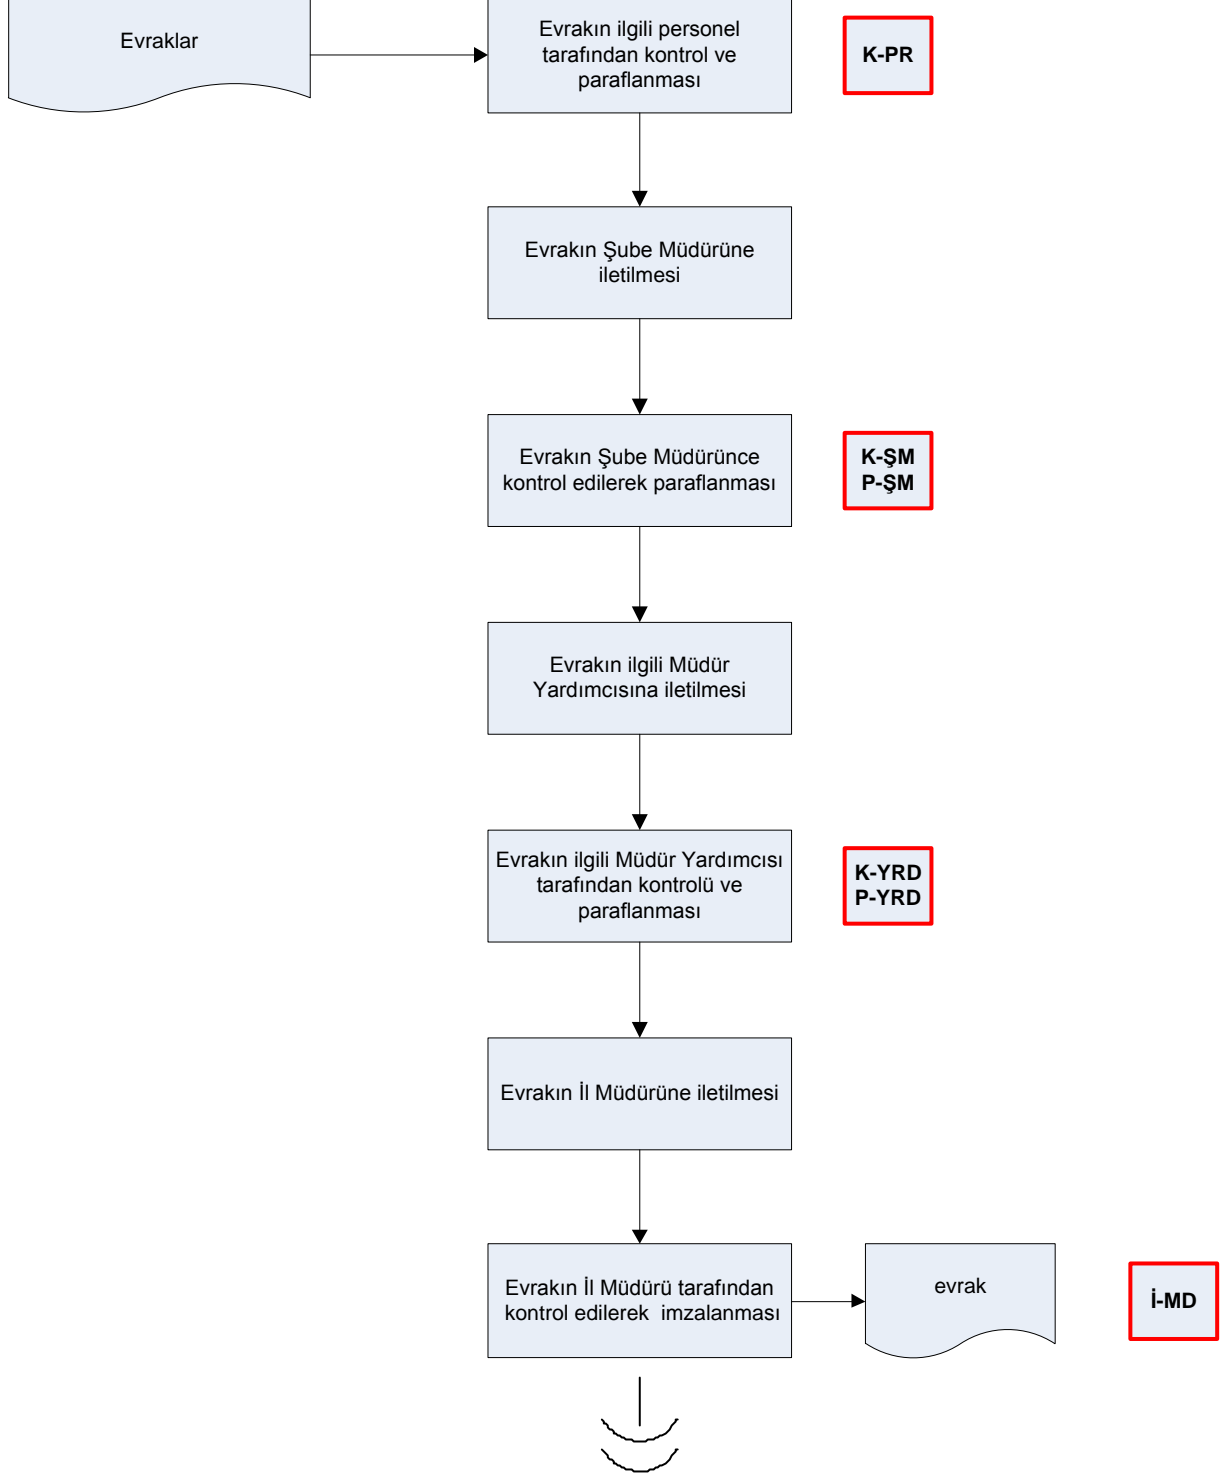 Evraklar
Evrakın ilgili personel
tarafından kontrol ve
paraflanması
K-PR
Evrakın Şube Müdürüne
iletilmesi
Evrakın Şube Müdürünce
kontrol edilerek paraflanması
K-ŞM
P-ŞM
Evrakın ilgili Müdür
Yardımcısına iletilmesi
Evrakın ilgili Müdür Yardımcısı
tarafından kontrolü ve
paraflanması
K-YRD
P-YRD
Evrakın İl Müdürüne iletilmesi
Evrakın İl Müdürü tarafından
kontrol edilerek  imzalanması
evrak
İ-MD